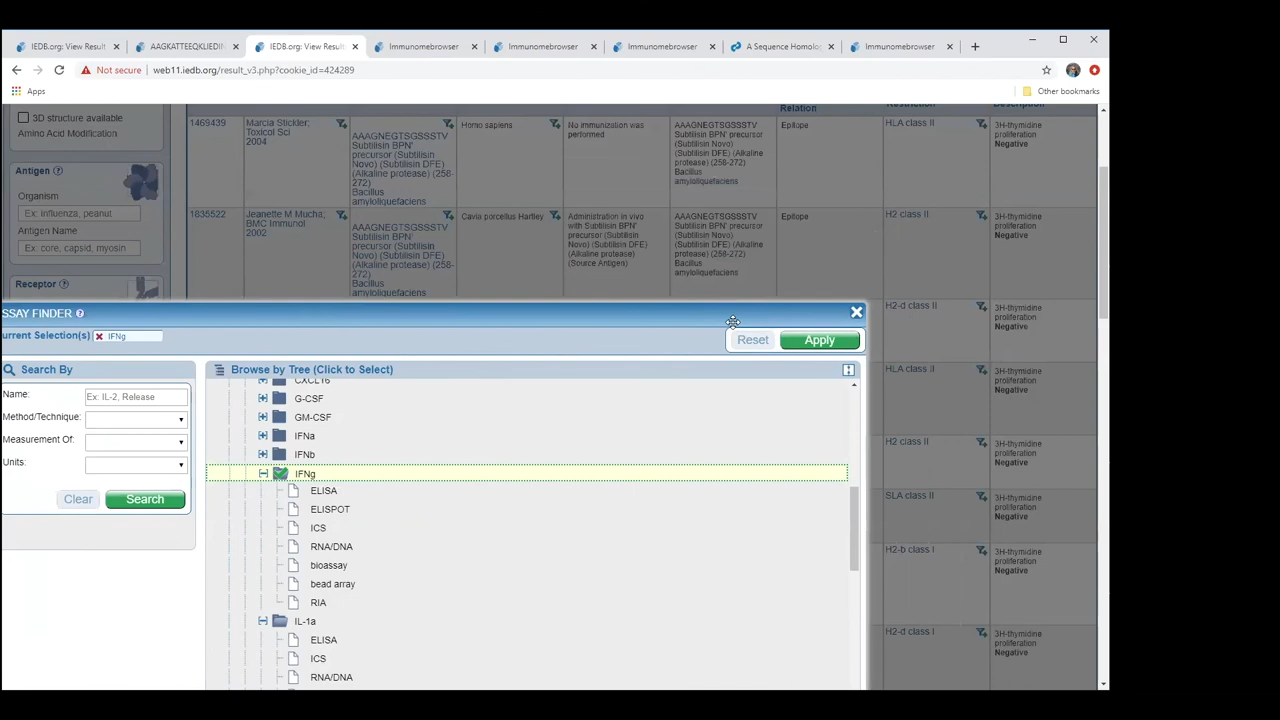 IEDB.org: View Result
AAGKATTEEQKLIEDIN
IEDB.org: View Result
Immunomebrowser
Immunomebrowser
Immunomebrowser
A Sequence Homolog
Immunomebrowser
Not secure
web11.iedb.org/result_v3.php?cookie_id=424289
Apps
Other bookmarks
3D structure available
Amino Acid Modification
Antigen
Organism
Ex: influenza, peanut
Antigen Name
Ex: core, capsid, myosin
Receptor
Relation
Restriction
Description
1469439
Marcia Stickler;
Toxicol Sci
2004
AAAGNEGTSGSSSTV
Subtilisin BPN'
precursor
(Subtilisin Novo)
(Subtilisin DFE)
(Alkaline
protease) (258-
272)
Bacillus
amyloliquefaciens
Homo sapiens
No immunization was
performed
AAAGNEGTSGSSSTV
Subtilisin BPN' precursor
(Subtilisin Novo)
(Subtilisin DFE) (Alkaline
protease) (258-272)
Bacillus
amyloliquefaciens
Epitope
HLA class II
3H-thymidine
proliferation
Negative
1835522
Jeanette M Mucha;
BMC Immunol
2002
AAAGNEGTSGSSSTV
Subtilisin BPN'
precursor
(Subtilisin Novo)
(Subtilisin DFE)
(Alkaline
protease) (258-
272)
Bacillus
amyloliquefaciens
Cavia porcellus Hartley
Administration in vivo
with Subtilisin BPN'
precursor (Subtilisin
Novo) (Subtilisin DFE)
(Alkaline protease)
(Source Antigen)
AAAGNEGTSGSSSTV
Subtilisin BPN' precursor
(Subtilisin Novo)
(Subtilisin DFE) (Alkaline
protease) (258-272)
Bacillus
amyloliquefaciens
Epitope
H2 class II
3H-thymidine
proliferation
Negative
H2-d class II
3H-thymidine
proliferation
Negative
HLA class II
3H-thymidine
proliferation
Negative
H2 class II
3H-thymidine
proliferation
Negative
SLA class II
3H-thymidine
proliferation
Negative
H2-b class I
3H-thymidine
proliferation
Negative
H2-d class I
3H-thymidine
proliferation
Negative
SSAY FINDER
urrent Selection(s)
IFNg
Reset
Apply
Search By
Name:
Ex: IL-2, Release
Method/Technique:
Measurement Of:
Units:
Clear
Search
Browse by Tree (Click to Select)
CXCL16
G-CSF
GM-CSF
IFNa
IFNb
IFNg
ELISA
ELISPOT
ICS
RNA/DNA
bioassay
bead array
RIA
IL-1a
ELISA
ICS
RNA/DNA